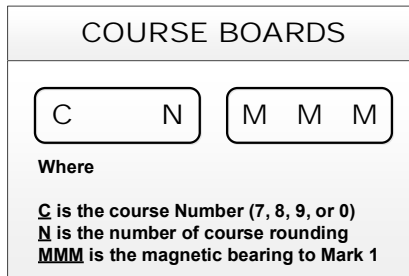 COURSE BOARDS
C N M M M
Where
C is the course Number (7, 8, 9, or 0)
N is the number of course rounding
MMM is the magnetic bearing to Mark 1